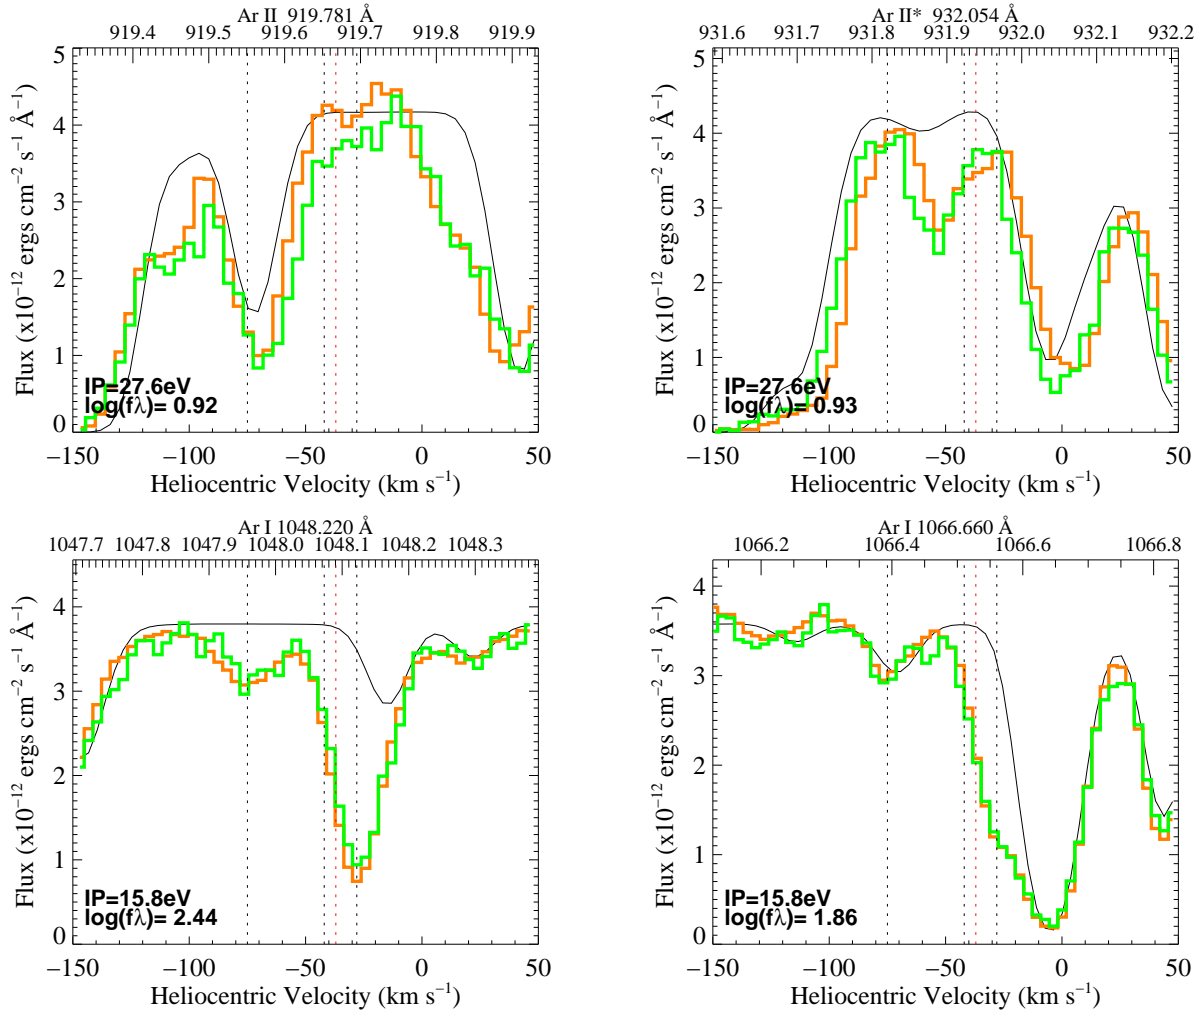 Ar II 919.781 Å
919.4 919.5 919.6 919.7 919.8 919.9
5
4
3
2
1
0
Flux (x10−12 ergs cm−2 s−1 Å−1)
IP=27.6eV
log(fλ)= 0.92
−150 −100 −50 0 50
Heliocentric Velocity (km s−1)
Ar II* 932.054 Å
931.6 931.7 931.8 931.9 932.0 932.1 932.2
5
4
3
2
1
0
Flux (x10−12 ergs cm−2 s−1 Å−1)
IP=27.6eV
log(fλ)= 0.93
−150 −100 −50 0 50
Heliocentric Velocity (km s−1)
Ar I 1048.220 Å
1047.7 1047.8 1047.9 1048.0 1048.1 1048.2 1048.3
4
3
2
1
0
Flux (x10−12 ergs cm−2 s−1 Å−1)
IP=15.8eV
log(fλ)= 2.44
−150 −100 −50 0 50
Heliocentric Velocity (km s−1)
Ar I 1066.660 Å
1066.2 1066.4 1066.6 1066.8
4
3
2
1
0
Flux (x10−12 ergs cm−2 s−1 Å−1)
IP=15.8eV
log(fλ)= 1.86
−150 −100 −50 0 50
Heliocentric Velocity (km s−1)